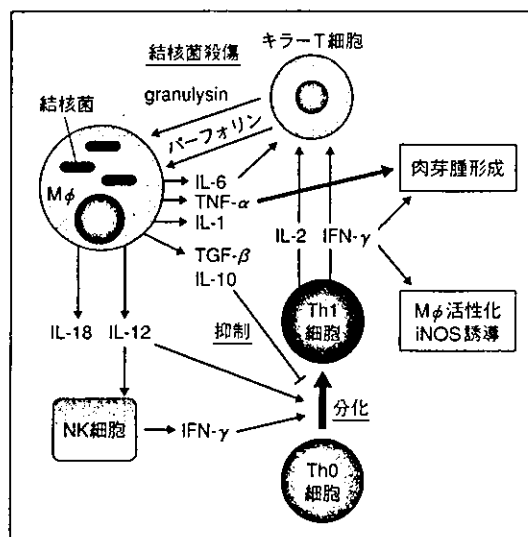 結核菌殺傷
キラーT細胞
結核菌
granulysin
パーフォリン
Mφ
IL-6
TNF-α
IL-1
TGF-β
IL-10
IL-2
IFN-γ
肉芽腫形成
Mφ活性化
iNOS誘導
Th1
細胞
抑制
IL-18
IL-12
分化
NK細胞
IFN-γ
Th0
細胞